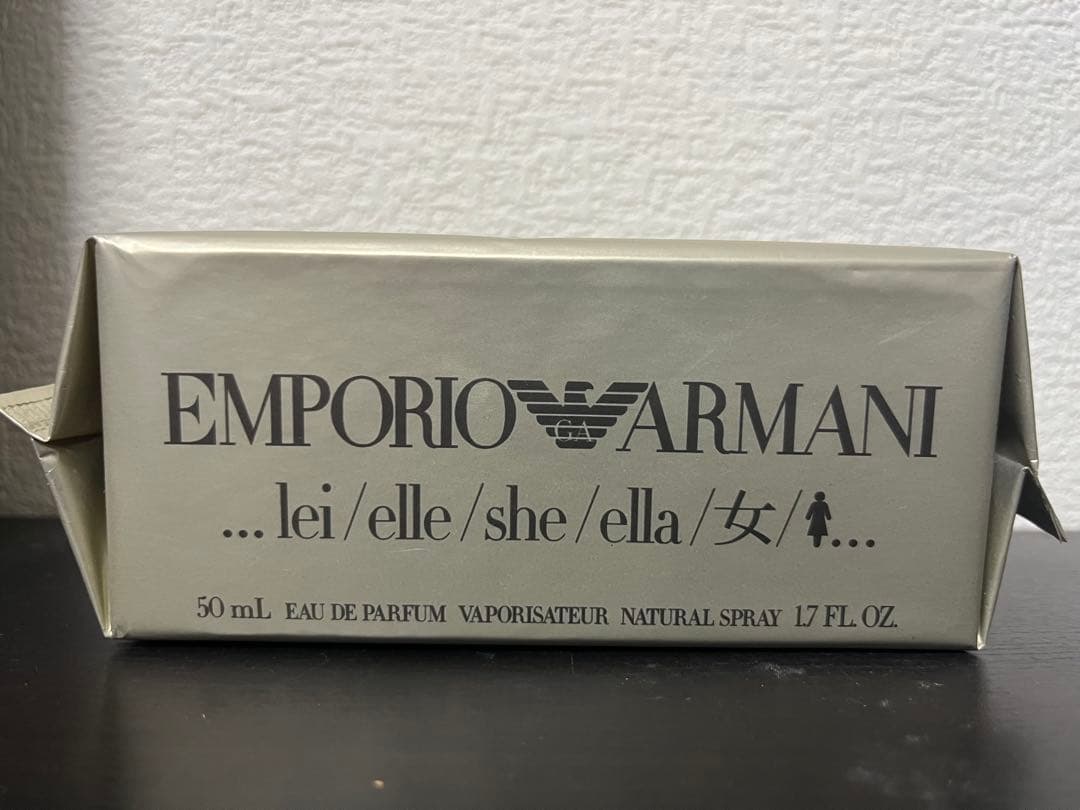 EMPORIO GA ARMANI
...lei/elle/she/ella/女/...
50 mL EAU DE PARFUM VAPORISATEUR NATURAL SPRAY 1.7 FL. OZ.